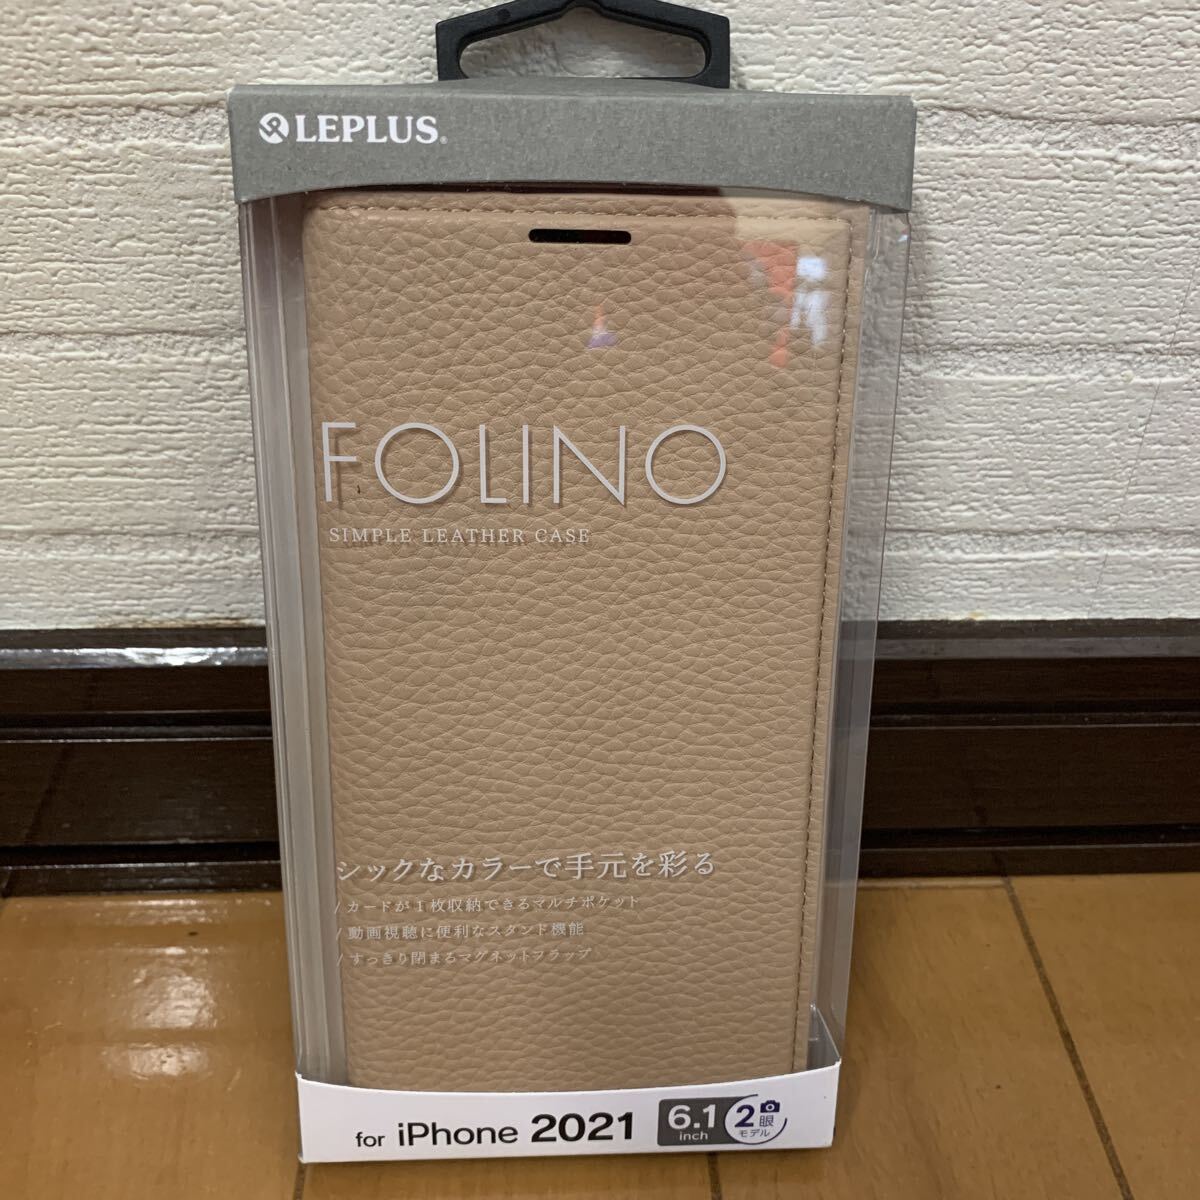 LEPLUS®
FOLINO
SIMPLE LEATHER CASE
シックなカラーで手元を彩る
/ カードが1枚収納できるマルチポケット
/ 動画視聴に便利なスタンド機能
/ すっきり閉まるマグネットフラップ
for iPhone 2021
6.1
inch
2眼
モデル